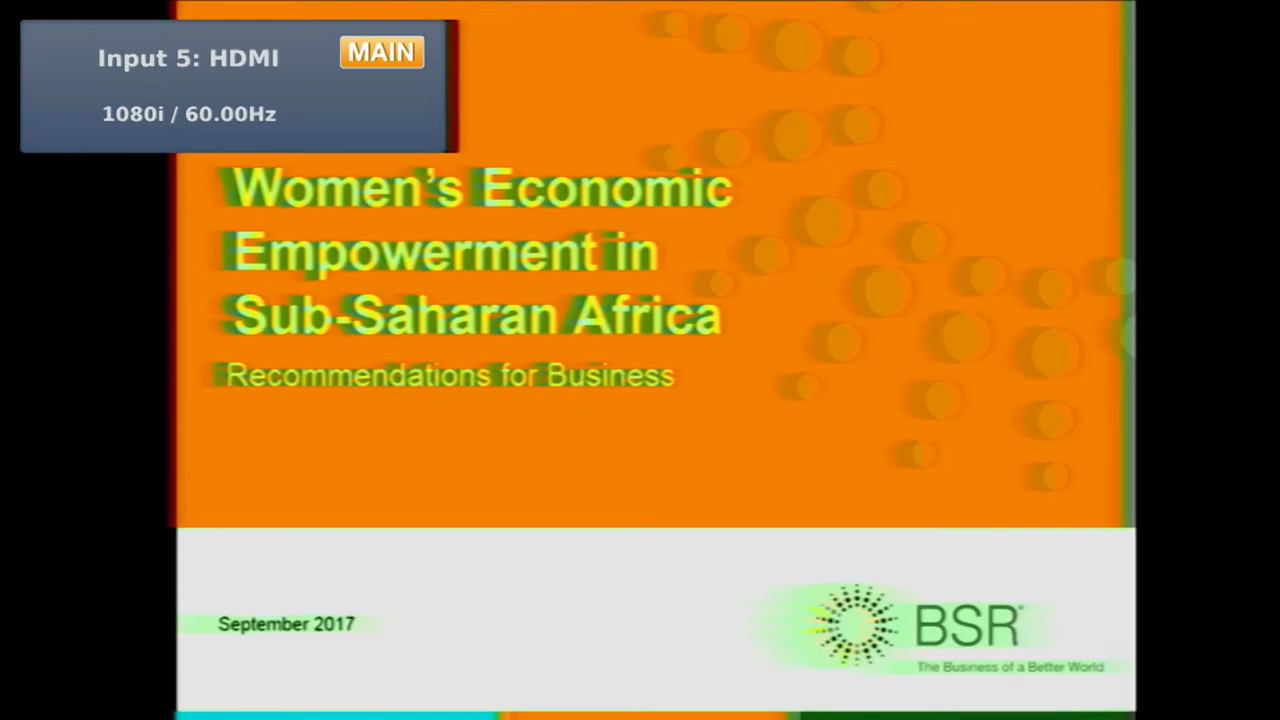 Input 5: HDMI MAIN
1080i / 60.00Hz
Women's Economic
Empowerment in
Sub-Saharan Africa
Recommendations for Business
September 2017
BSR®
The Business of a Better World